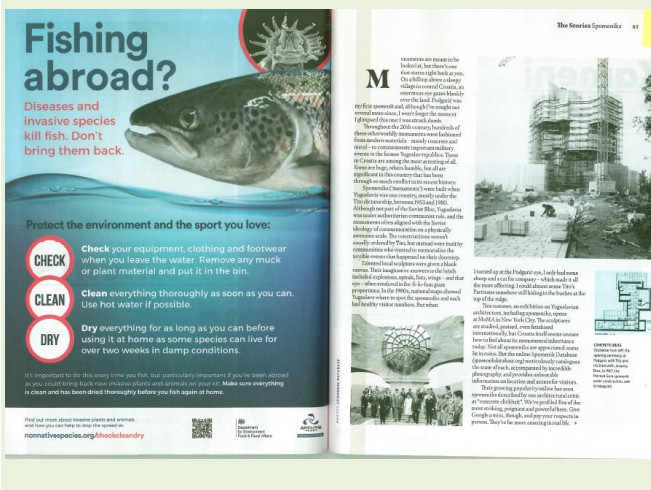 Fishing
abroad?
Diseases and
invasive species
kill fish. Don't
bring them back.
Protect the environment and the sport you love:
CHECK
Check your equipment, clothing and footwear
when you leave the water. Remove any muck
or plant material and put it in the bin.
CLEAN
Clean everything thoroughly as soon as you can.
Use hot water if possible.
DRY
Dry everything for as long as you can before
using it at home as some species can live for
over two weeks in damp conditions.
It's important to do this every time you fish, but particularly important if you've been abroad
as you could bring back new invasive plants and animals on your kit. Make sure everything
is clean and has been dried thoroughly before you fish again at home.
Find out more about invasive plants and animals
and how you can help to stop the spread at:
nonnativespecies.org/checkcleandry
Department
for Environment
Food & Rural Affairs
ANGLING
TRUST
The Stories Spomeniks 83
Monuments are meant to be
looked at, but there's one
that stares right back at you.
On a hilltop above a sleepy
village in central Croatia, an
enormous eye gazes blankly
over the land. Podgarić was
my first spomenik and, although I've sought out
several more since, I won't forget the moment
I glimpsed this one: I was struck dumb.
Throughout the 20th century, hundreds of
these otherworldly monuments were fashioned
from modern materials – mainly concrete and
metal – to commemorate important military
events in the former Yugoslav republics. Those
in Croatia are among the most arresting of all.
Some are huge, others humble, but all are
significant in this country that has been
through so much conflict in its recent history.
Spomeniks ('monuments') were built when
Yugoslavia was one country, mostly under the
Tito dictatorship, between 1953 and 1980.
Although not part of the Soviet Bloc, Yugoslavia
was under authoritarian communist rule, and the
monuments often aligned with the Soviet
ideology of commemoration on a physically
awesome scale. The constructions weren't
usually ordered by Tito, but instead were built by
communities who wanted to memorialise the
terrible events that happened on their doorstep.
Talented local sculptors were given a blank
canvas. Their imaginative answers to the briefs
included explosions, spirals, fists, wings – and that
eye – often rendered in fee-fi-fo-fum giant
proportions. In the 1980s, national maps showed
Yugoslavs where to spot the spomeniks and each
had healthy visitor numbers. But when
I turned up at the Podgarić eye, I only had some
sheep and a cat for company – which made it all
the more affecting. I could almost sense Tito's
Partisans somehow still hiding in the bushes at the
top of the ridge.
This summer, an exhibition on Yugoslavian
architecture, including spomeniks, opens
at MoMA in New York City. The sculptures
are studied, praised, even fetishised
internationally, but Croatia itself seems unsure
how to feel about its monumental inheritance
today. Not all spomeniks are appreciated: some
lie in ruins. But the online Spomenik Database
(spomenikdatabase.org) meticulously catalogues
the state of each, accompanied by incredible
photography, and provides unbeatable
information on location and access for visitors.
Their growing popularity online has seen
spomeniks described by one architectural critic
as "concrete clickbait". We've profiled five of the
most striking, poignant and powerful here. Give
Google a miss, though, and pay your respects in
person. They're far more amazing in real life.
CONCRETE IDEAS
PHOTOS SPOMENIK DATABASE